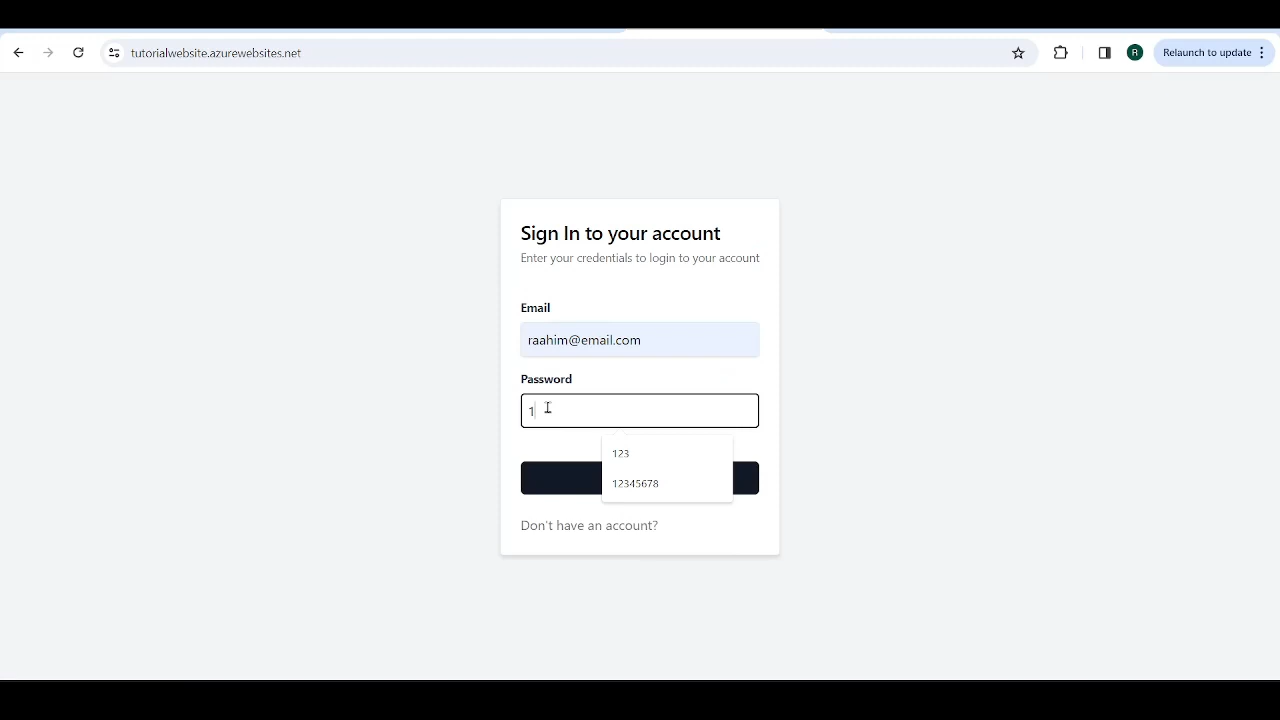 tutorialwebsite.azurewebsites.net
R
Relaunch to update
Sign In to your account
Enter your credentials to login to your account
Email
raahim@email.com
Password
1
123
12345678
Don't have an account?